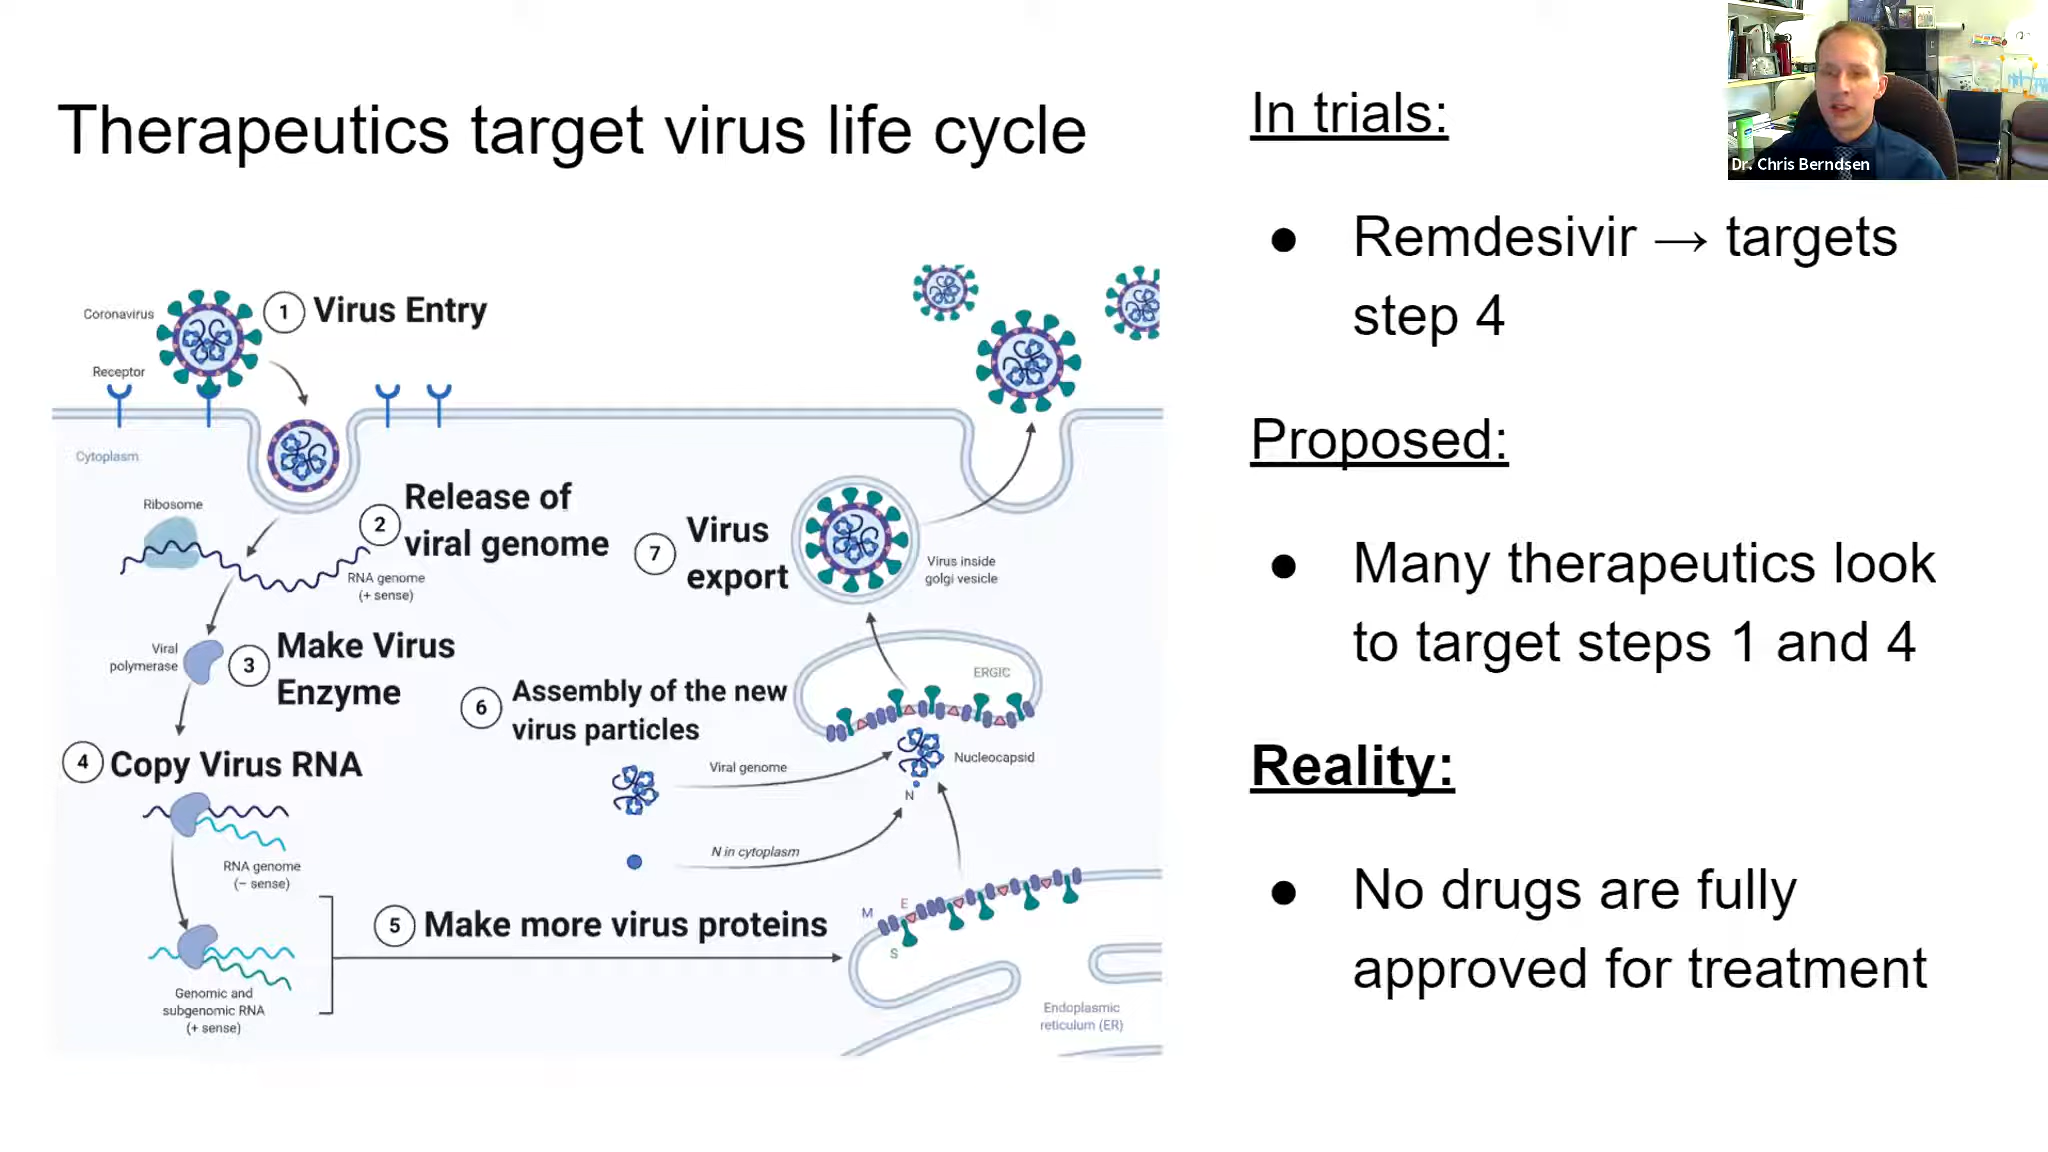 Therapeutics target virus life cycle
Coronavirus
1
Virus Entry
Receptor
Cytoplasm
Ribosome
2
Release of
viral genome
RNA genome
(+ sense)
Viral
polymerase
3
Make Virus
Enzyme
4
Copy Virus RNA
RNA genome
(− sense)
Genomic and
subgenomic RNA
(+ sense)
5
Make more virus proteins
M
E
S
Endoplasmic
reticulum (ER)
6
Assembly of the new
virus particles
Viral genome
N in cytoplasm
N
Nucleocapsid
ERGIC
7
Virus
export
Virus inside
golgi vesicle
In trials:
● Remdesivir → targets
step 4
Proposed:
● Many therapeutics look
to target steps 1 and 4
Reality:
● No drugs are fully
approved for treatment
Dr. Chris Berndsen